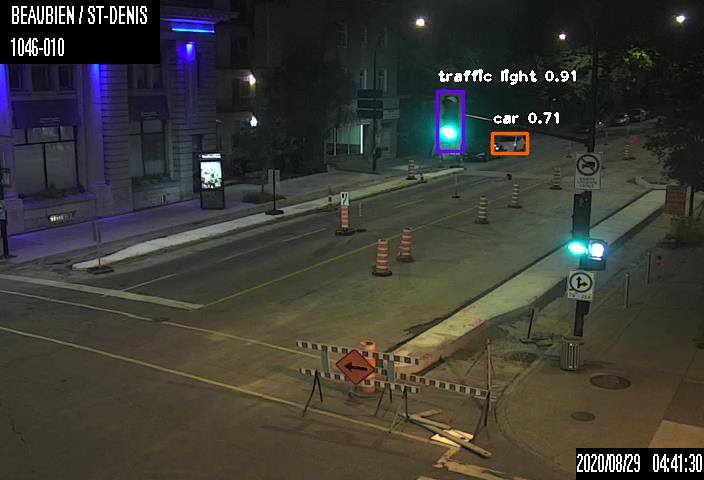 BEAUBIEN / ST-DENIS
1046-010
traffic light 0.91
car 0.71
2020/08/29 04:41:30